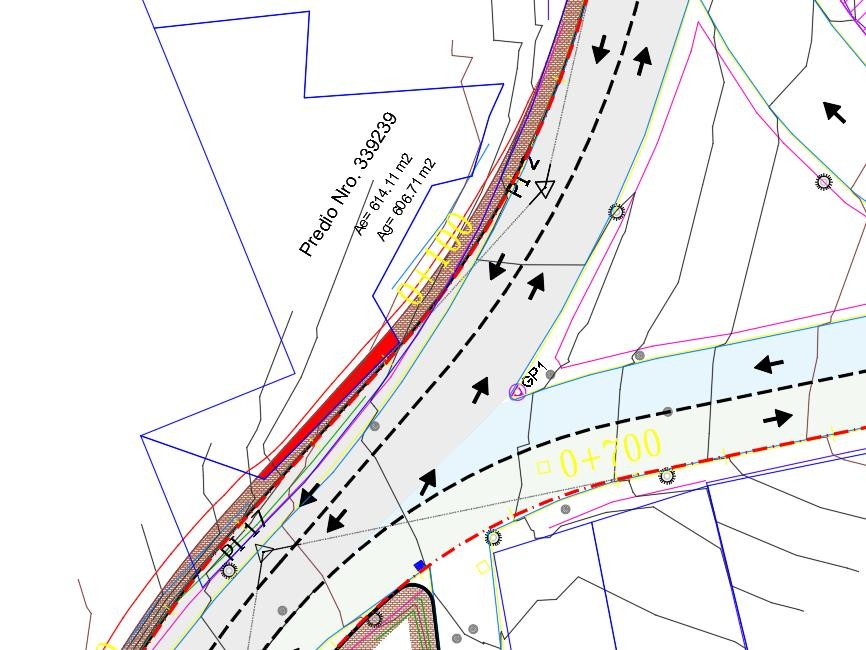 Predio Nro. 339239
Ae= 614.11 m2
Ag= 606.71 m2
PI 2
0+100
GP1
0+700
PI 17
0